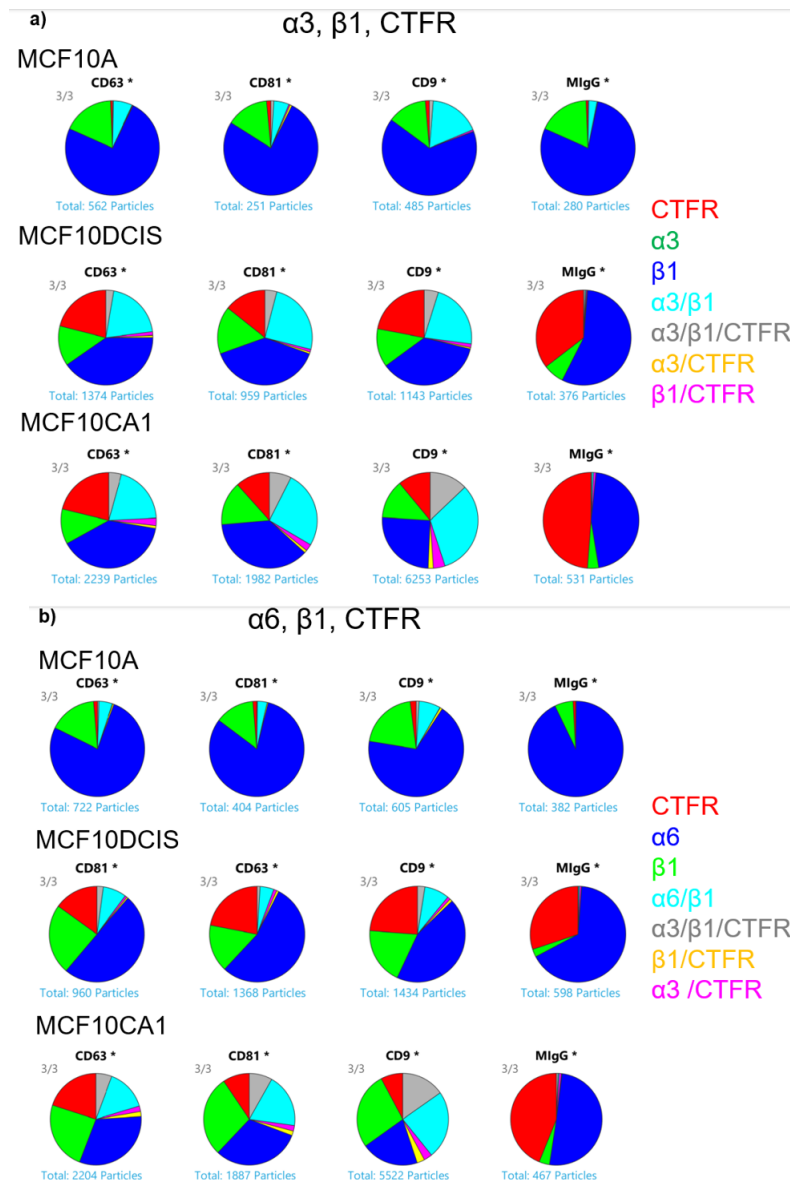 a)
α3, β1, CTFR
MCF10A
CD63 * CD81 * CD9 * MIgG *
3/3 3/3 3/3 3/3
Total: 562 Particles Total: 251 Particles Total: 485 Particles Total: 280 Particles
MCF10DCIS
CD63 * CD81 * CD9 * MIgG *
3/3 3/3 3/3 3/3
Total: 1374 Particles Total: 959 Particles Total: 1143 Particles Total: 376 Particles
MCF10CA1
CD63 * CD81 * CD9 * MIgG *
3/3 3/3 3/3 3/3
Total: 2239 Particles Total: 1982 Particles Total: 6253 Particles Total: 531 Particles
CTFR
α3
β1
α3/β1
α3/β1/CTFR
α3/CTFR
β1/CTFR
b)
α6, β1, CTFR
MCF10A
CD63 * CD81 * CD9 * MIgG *
3/3 3/3 3/3 3/3
Total: 722 Particles Total: 404 Particles Total: 605 Particles Total: 382 Particles
MCF10DCIS
CD81 * CD63 * CD9 * MIgG *
3/3 3/3 3/3 3/3
Total: 960 Particles Total: 1368 Particles Total: 1434 Particles Total: 598 Particles
MCF10CA1
CD63 * CD81 * CD9 * MIgG *
3/3 3/3 3/3 3/3
Total: 2204 Particles Total: 1887 Particles Total: 5522 Particles Total: 467 Particles
CTFR
α6
β1
α6/β1
α3/β1/CTFR
β1/CTFR
α3 /CTFR